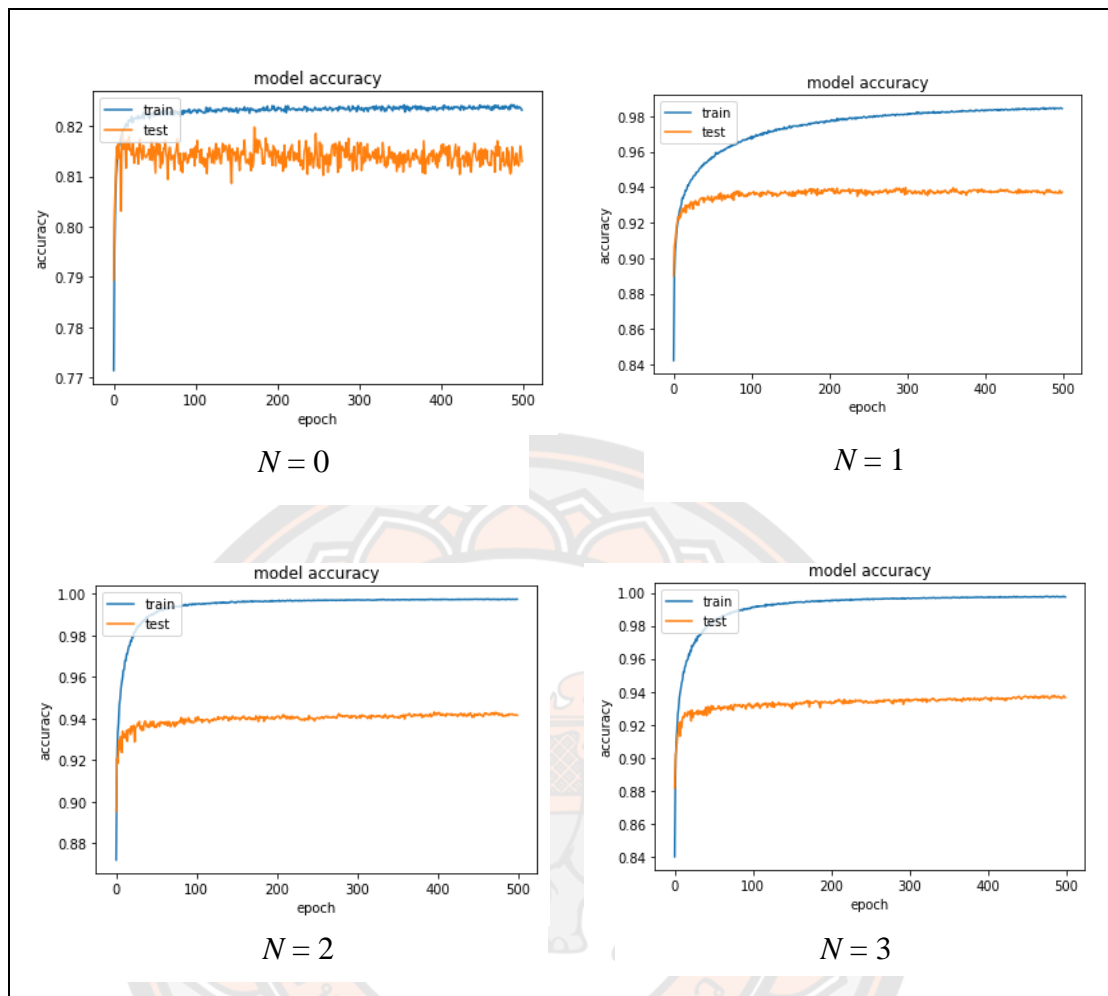 model accuracy
train
test
0.82
0.81
0.80
0.79
0.78
0.77
accuracy
0
100
200
300
400
500
epoch
N = 0
model accuracy
train
test
0.98
0.96
0.94
0.92
0.90
0.88
0.86
0.84
accuracy
0
100
200
300
400
500
epoch
N = 1
model accuracy
train
test
1.00
0.98
0.96
0.94
0.92
0.90
0.88
accuracy
0
100
200
300
400
500
epoch
N = 2
model accuracy
train
test
1.00
0.98
0.96
0.94
0.92
0.90
0.88
0.86
0.84
accuracy
0
100
200
300
400
500
epoch
N = 3